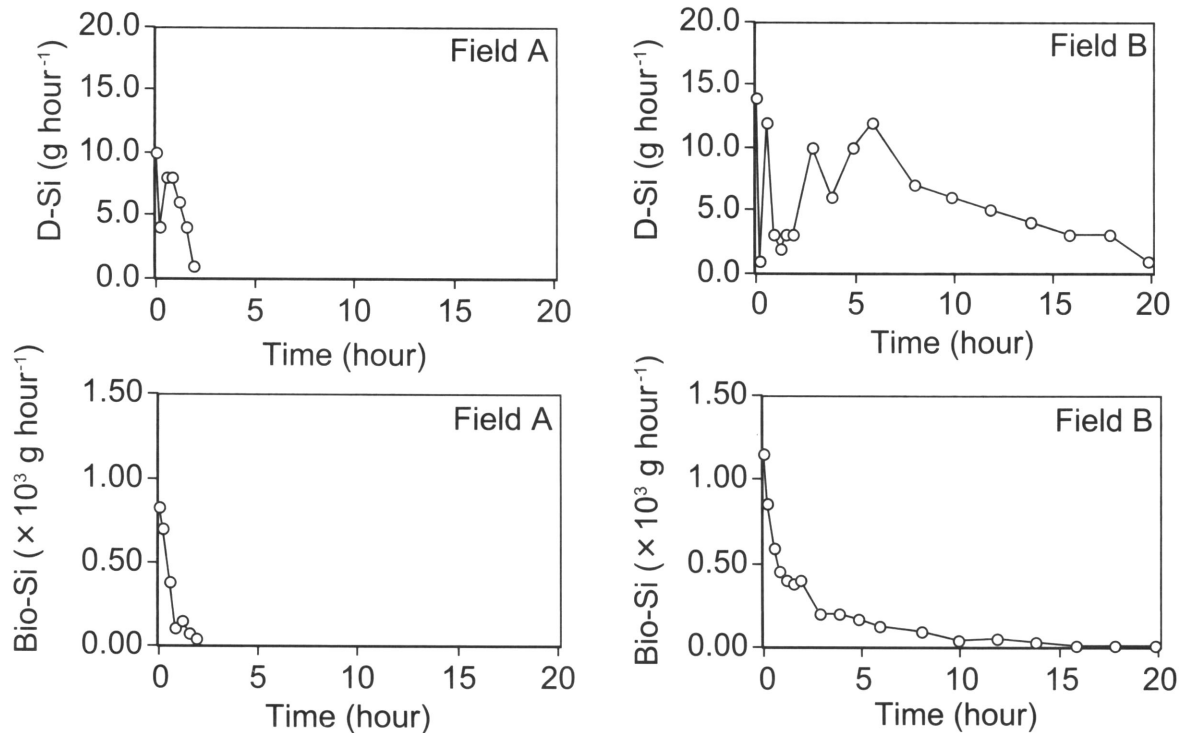 20.0
15.0
10.0
5.0
0.0
D-Si (g hour⁻¹)
Field A
0 5 10 15 20
Time (hour)
20.0
15.0
10.0
5.0
0.0
D-Si (g hour⁻¹)
Field B
0 5 10 15 20
Time (hour)
1.50
1.00
0.50
0.00
Bio-Si (×10³ g hour⁻¹)
Field A
0 5 10 15 20
Time (hour)
1.50
1.00
0.50
0.00
Bio-Si (×10³ g hour⁻¹)
Field B
0 5 10 15 20
Time (hour)